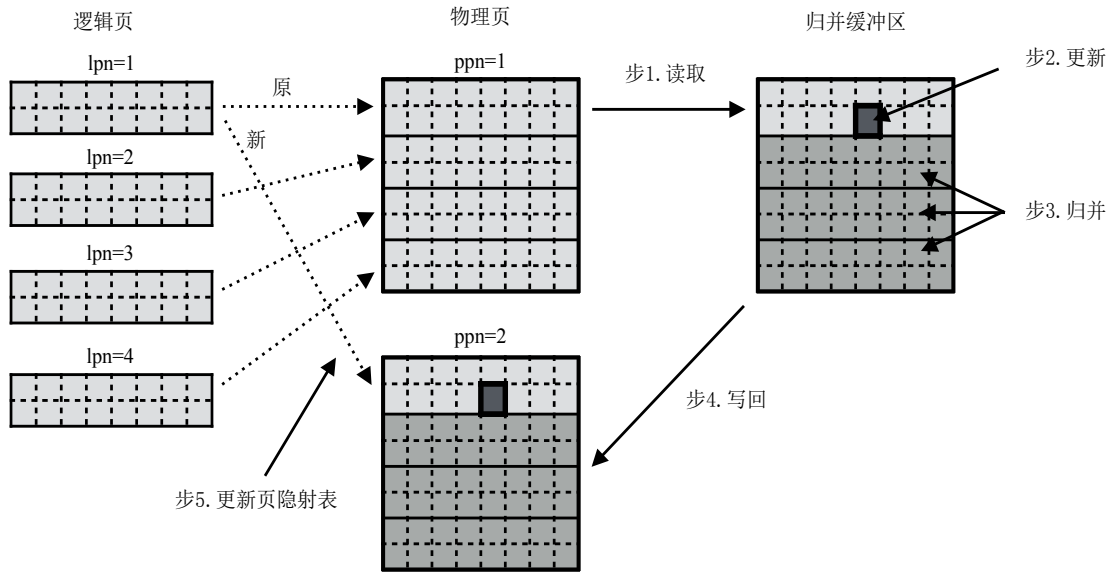 逻辑页
物理页
归并缓冲区
lpn=1
ppn=1
步2.更新
原
步1.读取
新
lpn=2
步3.归并
lpn=3
lpn=4
ppn=2
步4.写回
步5.更新页隐射表